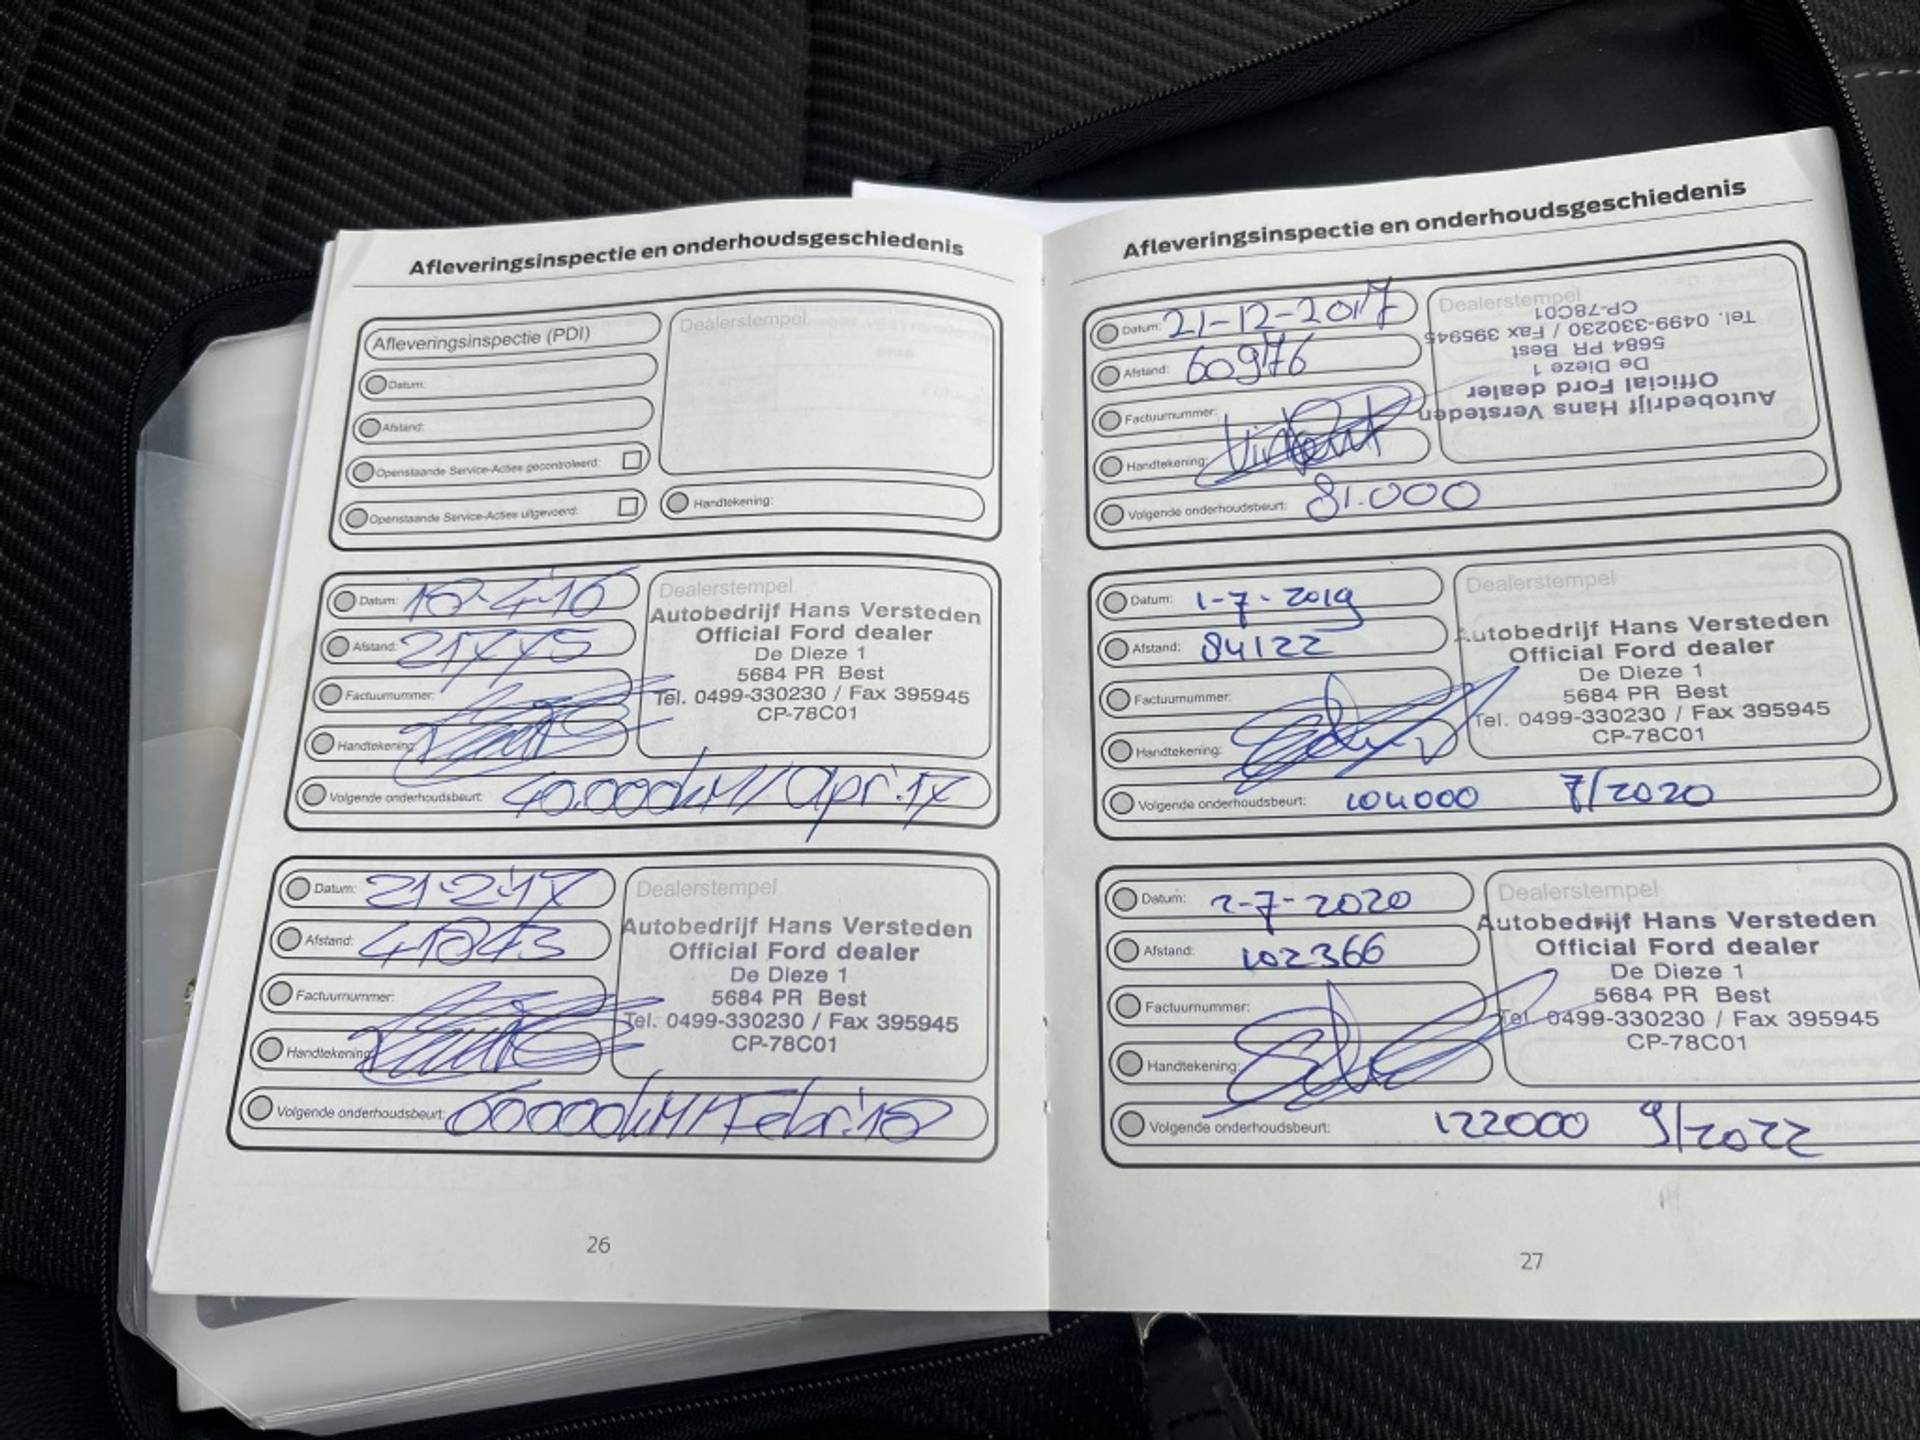 Afleveringsinspectie en onderhoudsgeschiedenis
Afleveringsinspectie (PDI)
Datum:
Afstand:
Openstaande Service-Acties gecontroleerd:
Openstaande Service-Acties uitgevoerd:
Dealerstempel
Handtekening:
Datum: 18-4-'16
Afstand:
Factuurnummer:
Handtekening:
Volgende onderhoudsbeurt: 40.000kM/Apr.'17
Dealerstempel
Autobedrijf Hans Versteden
Official Ford dealer
De Dieze 1
5684 PR Best
Tel. 0499-330230 / Fax 395945
CP-78C01
Datum: 21-2-'17
Afstand: 41843
Factuurnummer:
Handtekening:
Volgende onderhoudsbeurt: 60000kM/Febr.'18
Dealerstempel
Autobedrijf Hans Versteden
Official Ford dealer
De Dieze 1
5684 PR Best
Tel. 0499-330230 / Fax 395945
CP-78C01
26
Afleveringsinspectie en onderhoudsgeschiedenis
Datum: 21-12-2017
Afstand: 60976
Factuurnummer:
Handtekening:
Volgende onderhoudsbeurt: 81.000
Dealerstempel
Autobedrijf Hans Versteden
Official Ford dealer
De Dieze 1
5684 PR Best
Tel. 0499-330230 / Fax 395945
CP-78C01
Datum: 1-7-2019
Afstand: 84122
Factuurnummer:
Handtekening:
Volgende onderhoudsbeurt: 104000 7/2020
Dealerstempel
Autobedrijf Hans Versteden
Official Ford dealer
De Dieze 1
5684 PR Best
Tel. 0499-330230 / Fax 395945
CP-78C01
Datum: 2-7-2020
Afstand: 102366
Factuurnummer:
Handtekening:
Volgende onderhoudsbeurt: 122000 9/2022
Dealerstempel
Autobedrijf Hans Versteden
Official Ford dealer
De Dieze 1
5684 PR Best
Tel. 0499-330230 / Fax 395945
CP-78C01
27